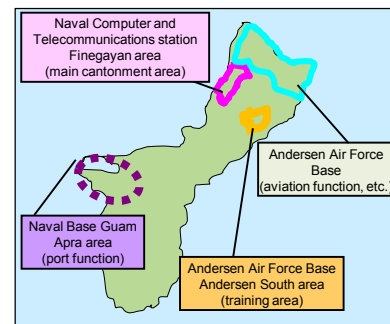 Naval Computer and
Telecommunications station
Finegayan area
(main cantonment area)
Andersen Air Force
Base
(aviation function, etc.)
Naval Base Guam
Apra area
(port function)
Andersen Air Force Base
Andersen South area
(training area)